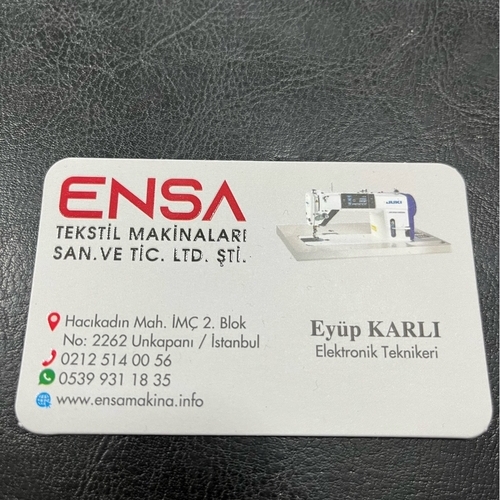 ENSA
TEKSTİL MAKİNALARI
SAN.VE TİC. LTD. ŞTİ.
JUKI
Hacıkadın Mah. İMÇ 2. Blok
No: 2262 Unkapanı / İstanbul
0212 514 00 56
0539 931 18 35
www.ensamakina.info
Eyüp KARLI
Elektronik Teknikeri